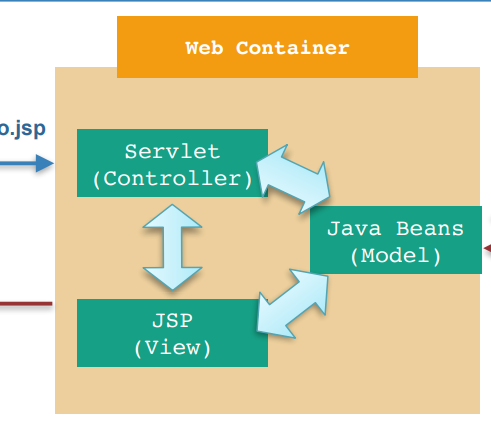 Web Container
o.jsp
Servlet
(Controller)
Java Beans
(Model)
JSP
(View)